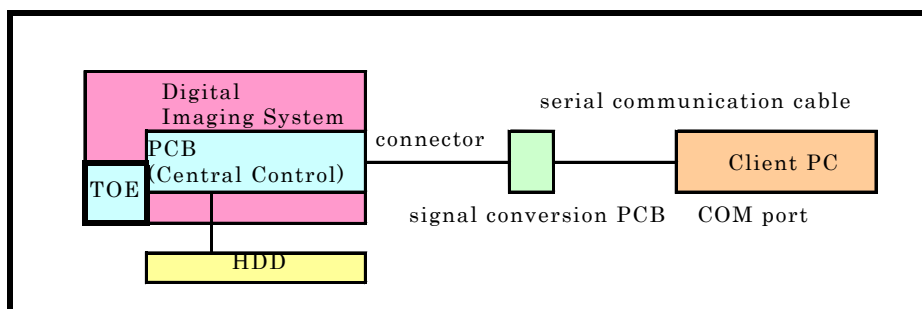 Digital
Imaging System
serial communication cable
connector
PCB
(Central Control)
Client PC
TOE
signal conversion PCB
COM port
HDD